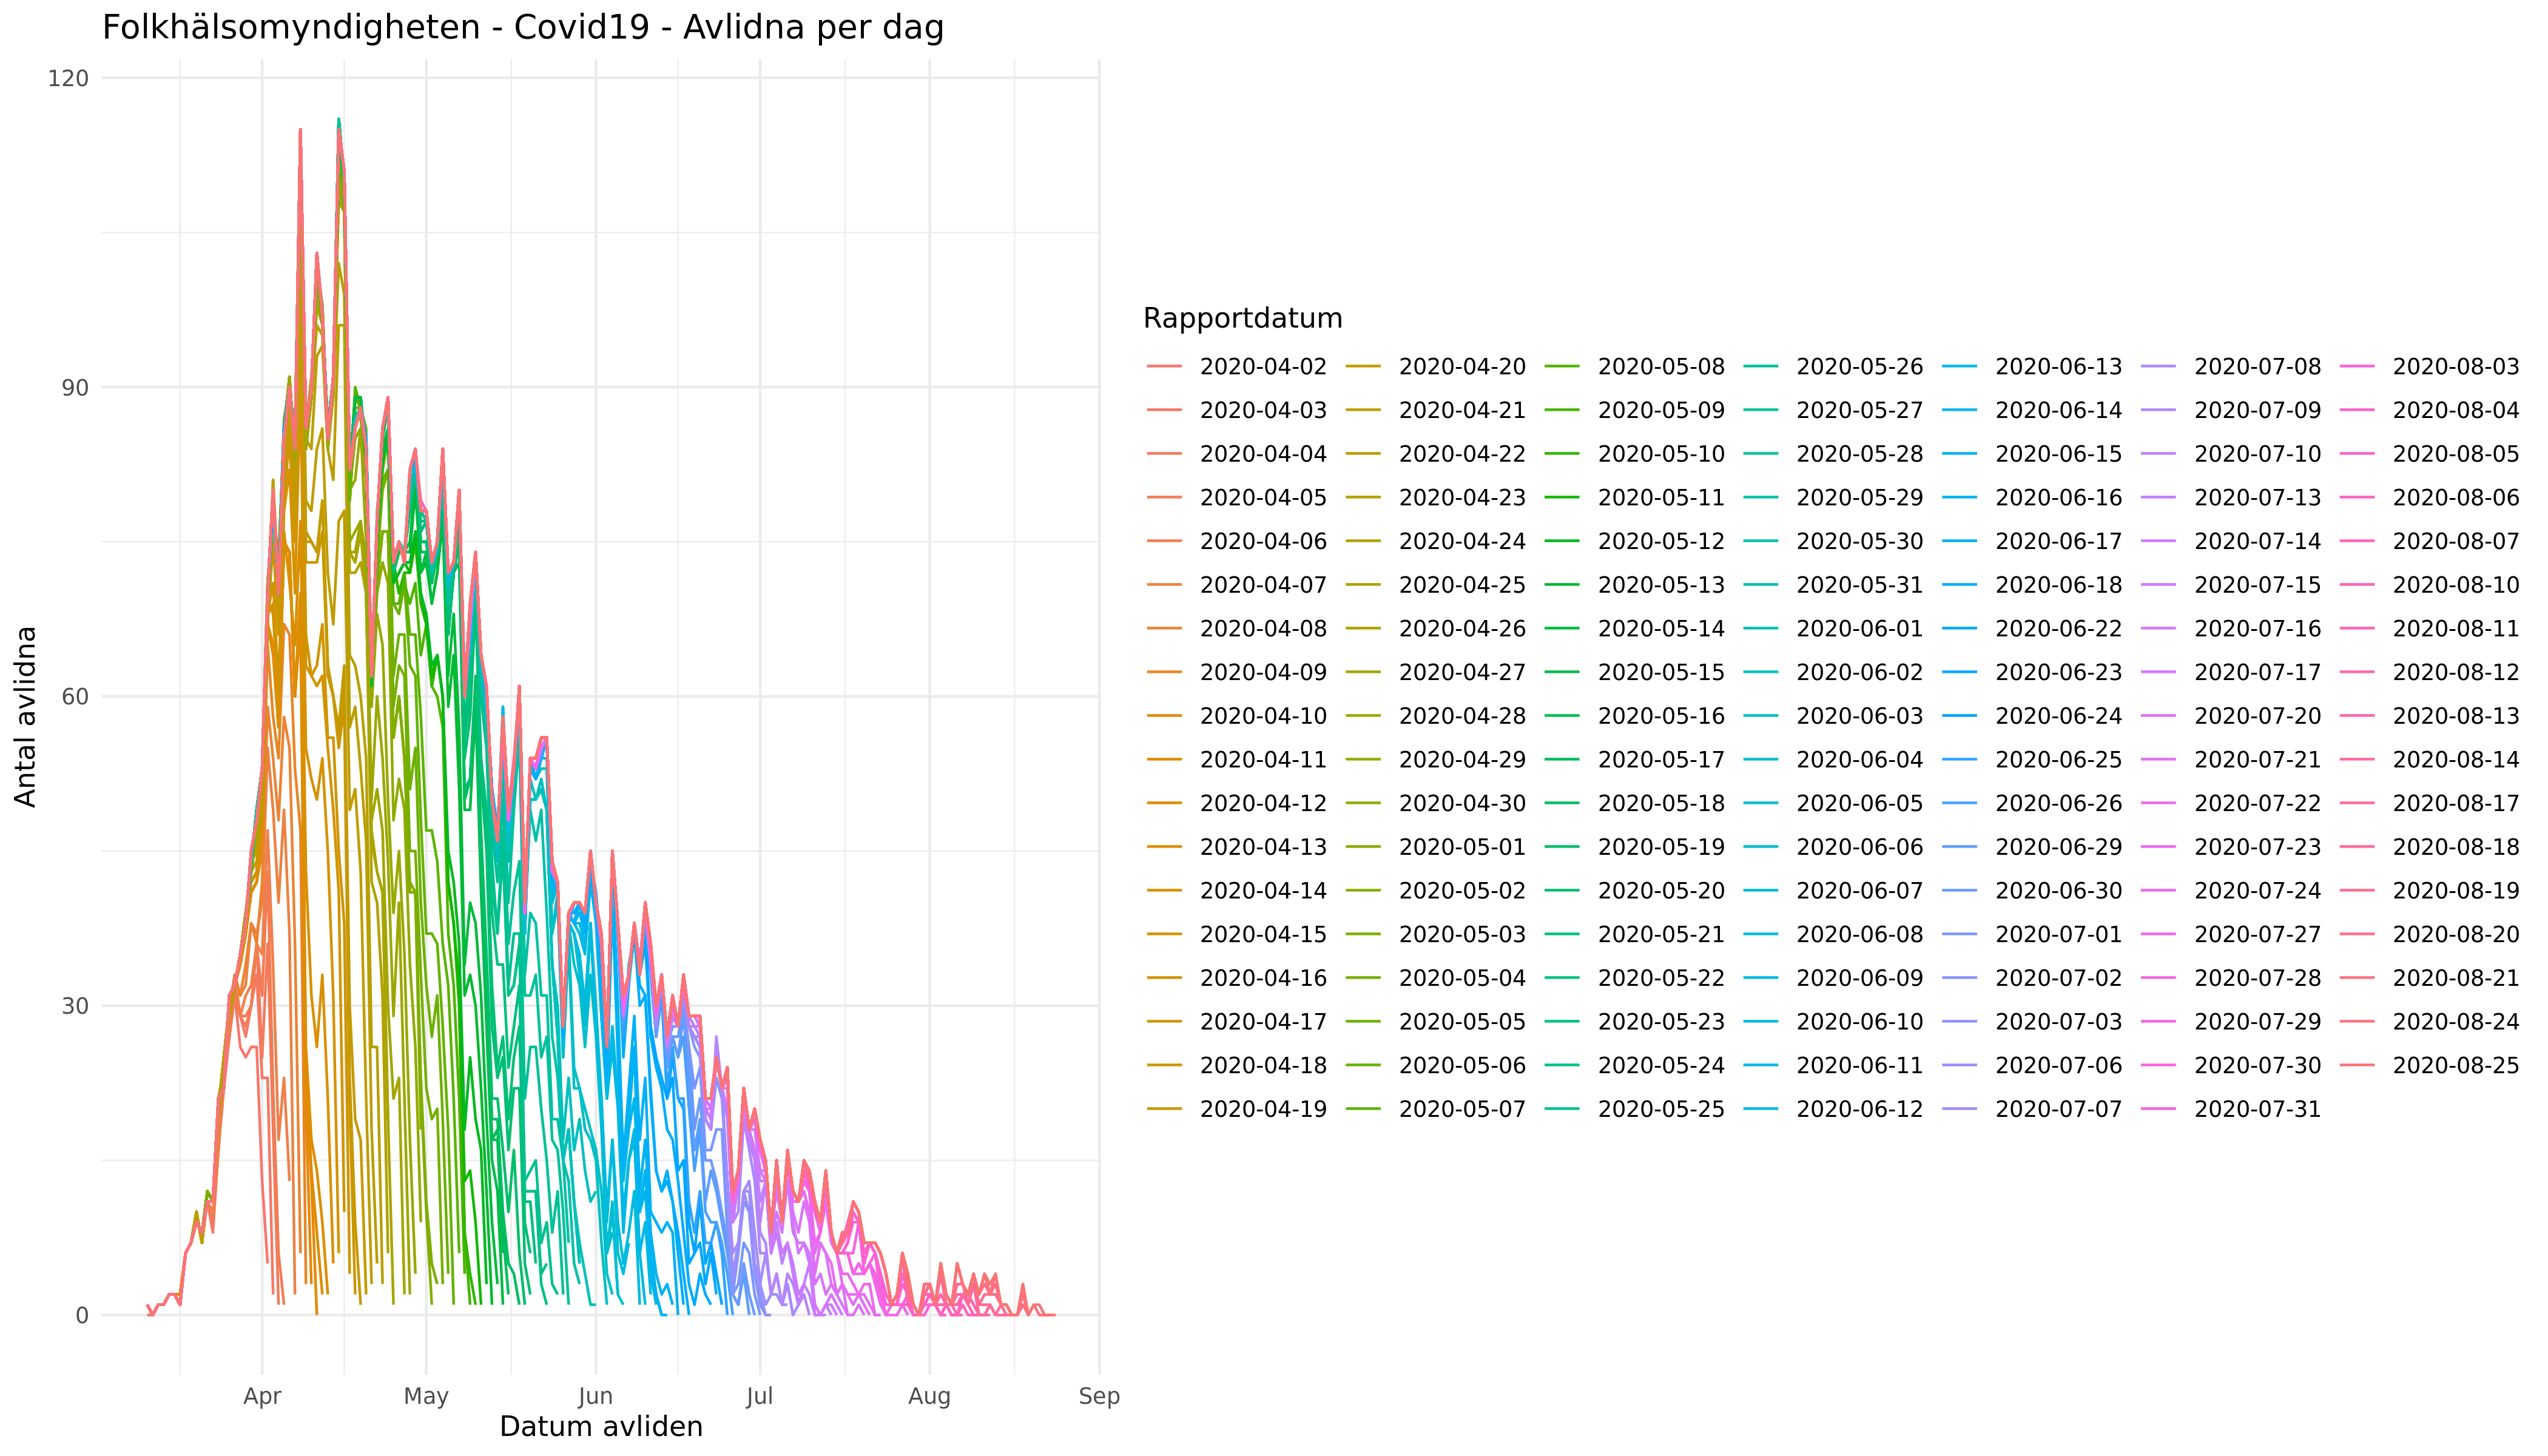 Folkhälsomyndigheten - Covid19 - Avlidna per dag
120
90
60
30
0
Antal avlidna
Apr May Jun Jul Aug Sep
Datum avliden
Rapportdatum
2020-04-02 2020-04-20 2020-05-08 2020-05-26 2020-06-13 2020-07-08 2020-08-03
2020-04-03 2020-04-21 2020-05-09 2020-05-27 2020-06-14 2020-07-09 2020-08-04
2020-04-04 2020-04-22 2020-05-10 2020-05-28 2020-06-15 2020-07-10 2020-08-05
2020-04-05 2020-04-23 2020-05-11 2020-05-29 2020-06-16 2020-07-13 2020-08-06
2020-04-06 2020-04-24 2020-05-12 2020-05-30 2020-06-17 2020-07-14 2020-08-07
2020-04-07 2020-04-25 2020-05-13 2020-05-31 2020-06-18 2020-07-15 2020-08-10
2020-04-08 2020-04-26 2020-05-14 2020-06-01 2020-06-22 2020-07-16 2020-08-11
2020-04-09 2020-04-27 2020-05-15 2020-06-02 2020-06-23 2020-07-17 2020-08-12
2020-04-10 2020-04-28 2020-05-16 2020-06-03 2020-06-24 2020-07-20 2020-08-13
2020-04-11 2020-04-29 2020-05-17 2020-06-04 2020-06-25 2020-07-21 2020-08-14
2020-04-12 2020-04-30 2020-05-18 2020-06-05 2020-06-26 2020-07-22 2020-08-17
2020-04-13 2020-05-01 2020-05-19 2020-06-06 2020-06-29 2020-07-23 2020-08-18
2020-04-14 2020-05-02 2020-05-20 2020-06-07 2020-06-30 2020-07-24 2020-08-19
2020-04-15 2020-05-03 2020-05-21 2020-06-08 2020-07-01 2020-07-27 2020-08-20
2020-04-16 2020-05-04 2020-05-22 2020-06-09 2020-07-02 2020-07-28 2020-08-21
2020-04-17 2020-05-05 2020-05-23 2020-06-10 2020-07-03 2020-07-29 2020-08-24
2020-04-18 2020-05-06 2020-05-24 2020-06-11 2020-07-06 2020-07-30 2020-08-25
2020-04-19 2020-05-07 2020-05-25 2020-06-12 2020-07-07 2020-07-31